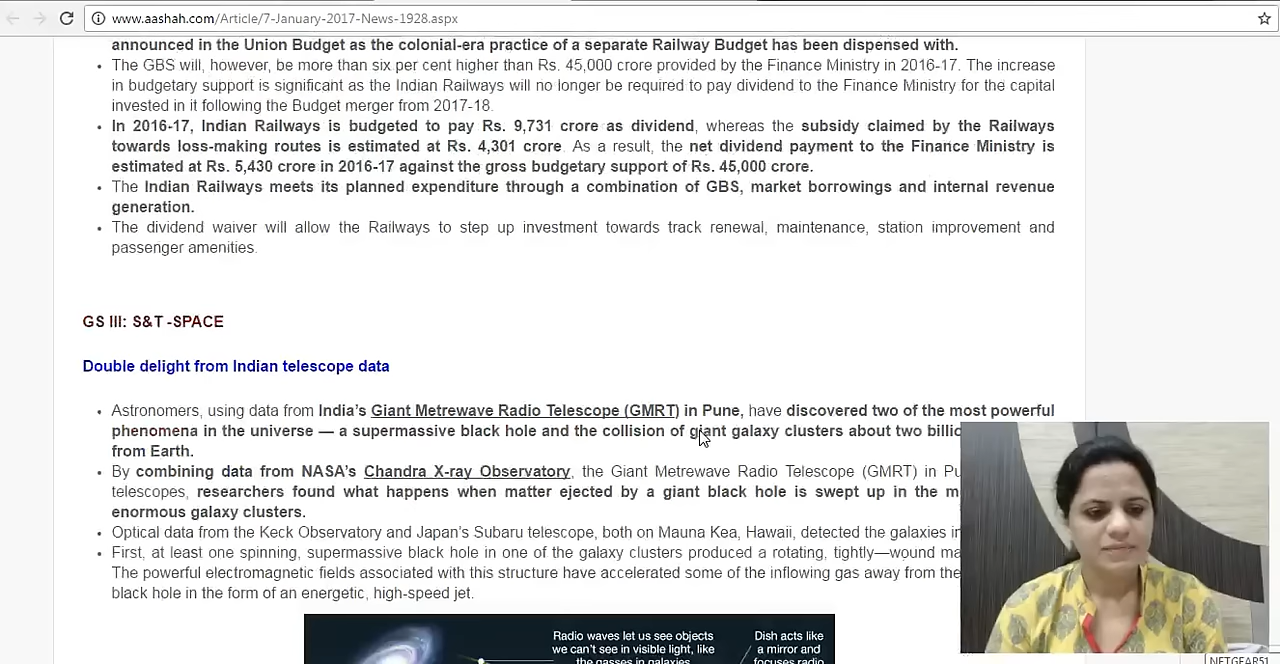 www.aashah.com/Article/7-January-2017-News-1928.aspx
announced in the Union Budget as the colonial-era practice of a separate Railway Budget has been dispensed with.
• The GBS will, however, be more than six per cent higher than Rs. 45,000 crore provided by the Finance Ministry in 2016-17. The increase
in budgetary support is significant as the Indian Railways will no longer be required to pay dividend to the Finance Ministry for the capital
invested in it following the Budget merger from 2017-18.
• In 2016-17, Indian Railways is budgeted to pay Rs. 9,731 crore as dividend, whereas the subsidy claimed by the Railways
towards loss-making routes is estimated at Rs. 4,301 crore. As a result, the net dividend payment to the Finance Ministry is
estimated at Rs. 5,430 crore in 2016-17 against the gross budgetary support of Rs. 45,000 crore.
• The Indian Railways meets its planned expenditure through a combination of GBS, market borrowings and internal revenue
generation.
• The dividend waiver will allow the Railways to step up investment towards track renewal, maintenance, station improvement and
passenger amenities.
GS III: S&T -SPACE
Double delight from Indian telescope data
• Astronomers, using data from India's Giant Metrewave Radio Telescope (GMRT) in Pune, have discovered two of the most powerful
phenomena in the universe — a supermassive black hole and the collision of giant galaxy clusters about two
from Earth.
• By combining data from NASA's Chandra X-ray Observatory, the Giant Metrewave Radio Telescope (GMRT) in
telescopes, researchers found what happens when matter ejected by a giant black hole is swept up in the
enormous galaxy clusters.
• Optical data from the Keck Observatory and Japan's Subaru telescope, both on Mauna Kea, Hawaii, detected the galaxies
• First, at least one spinning, supermassive black hole in one of the galaxy clusters produced a rotating, tightly—wound
The powerful electromagnetic fields associated with this structure have accelerated some of the inflowing gas away from the
black hole in the form of an energetic, high-speed jet.
Radio waves let us see objects
we can't see in visible light, like
the gasses in galaxies
Dish acts like
a mirror and
focuses radio